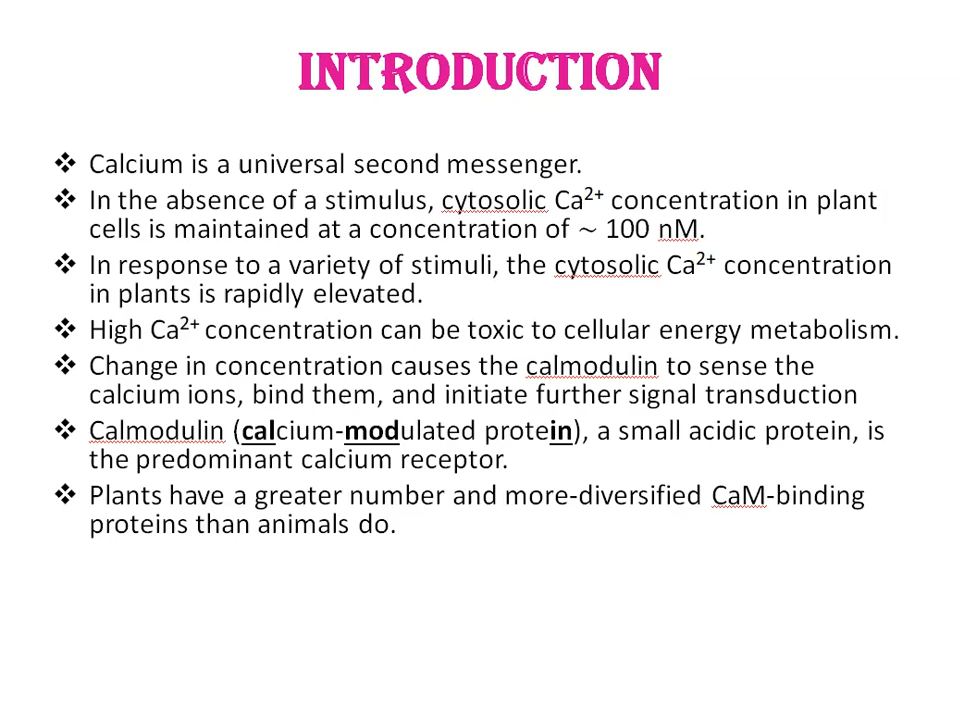 INTRODUCTION
❖ Calcium is a universal second messenger.
❖ In the absence of a stimulus, cytosolic Ca²⁺ concentration in plant
cells is maintained at a concentration of ~ 100 nM.
❖ In response to a variety of stimuli, the cytosolic Ca²⁺ concentration
in plants is rapidly elevated.
❖ High Ca²⁺ concentration can be toxic to cellular energy metabolism.
❖ Change in concentration causes the calmodulin to sense the
calcium ions, bind them, and initiate further signal transduction
❖ Calmodulin (calcium-modulated protein), a small acidic protein, is
the predominant calcium receptor.
❖ Plants have a greater number and more-diversified CaM-binding
proteins than animals do.